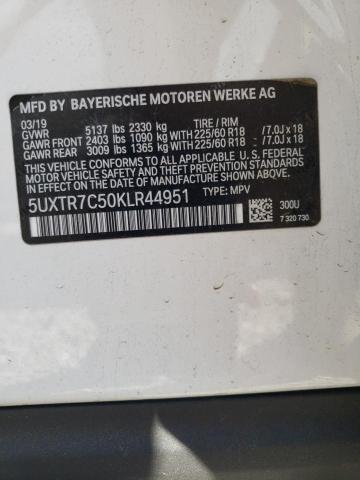 MFD BY BAYERISCHE MOTOREN WERKE AG
03/19 TIRE / RIM
GVWR 5137 lbs 2330 kg
GAWR FRONT 2403 lbs 1090 kg WITH 225/60 R18 /7.0J x 18
GAWR REAR 3009 lbs 1365 kg WITH 225/60 R18 /7.0J x 18
THIS VEHICLE CONFORMS TO ALL APPLICABLE U.S. FEDERAL
MOTOR VEHICLE SAFETY STANDARDS IN EFFECT ON THE
DATE OF MANUFACTURE SHOWN ABOVE.
5UXTR7C50KLR44951 TYPE: MPV
300U
7 320 730